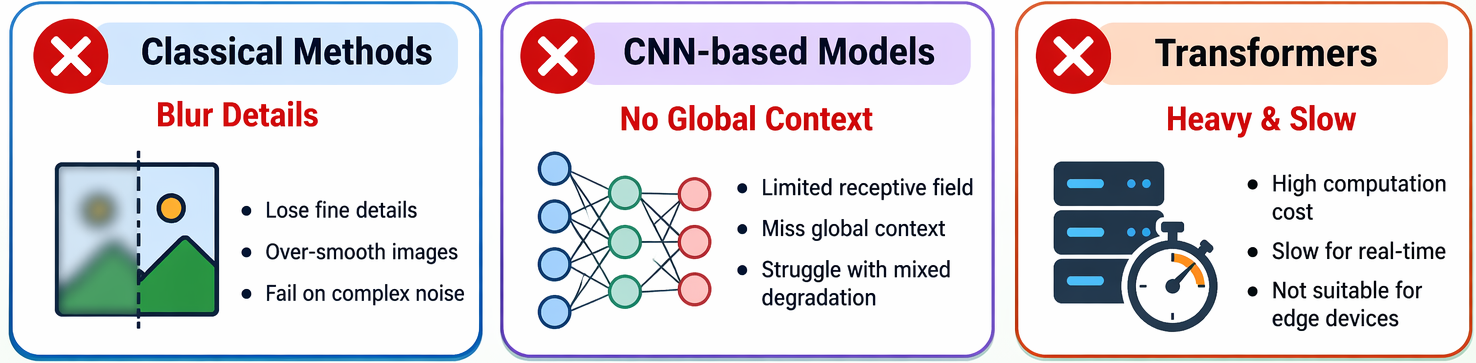 Classical Methods
Blur Details
Lose fine details
Over-smooth images
Fail on complex noise
CNN-based Models
No Global Context
Limited receptive field
Miss global context
Struggle with mixed
degradation
Transformers
Heavy & Slow
High computation
cost
Slow for real-time
Not suitable for
edge devices